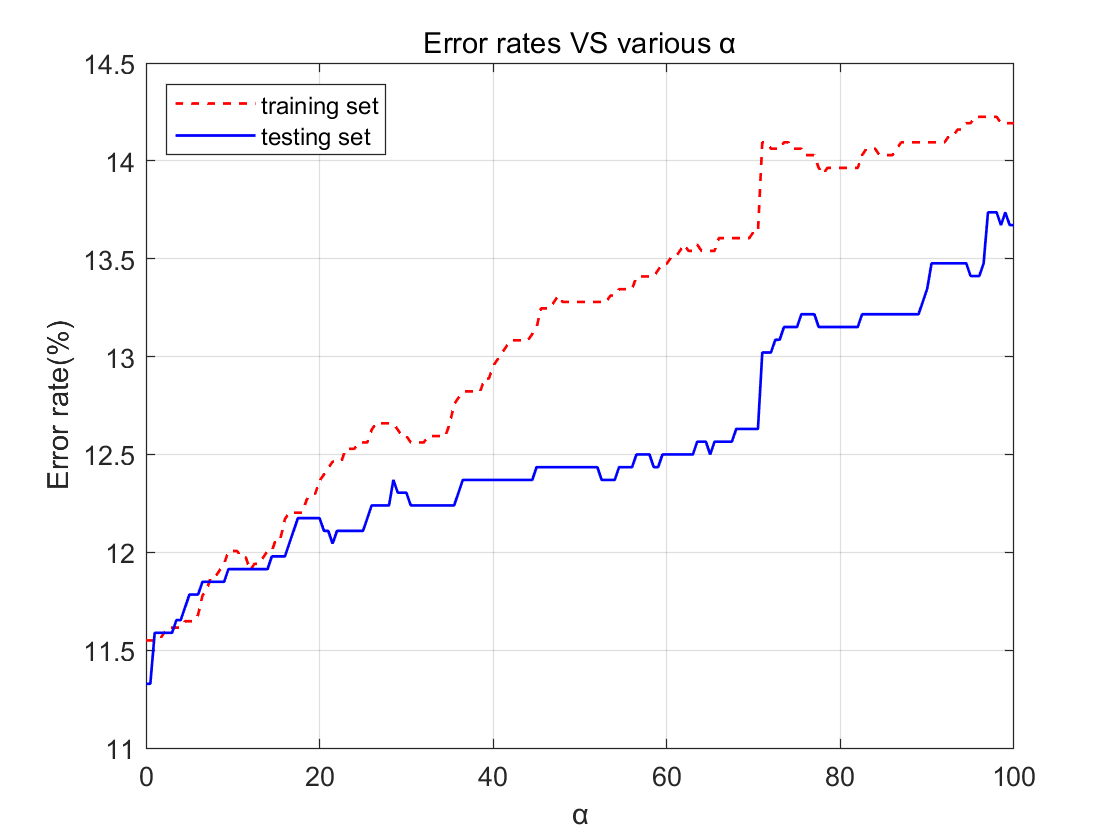 Error rates VS various α
14.5
14
13.5
13
12.5
12
11.5
11
Error rate(%)
training set
testing set
0 20 40 60 80 100
α